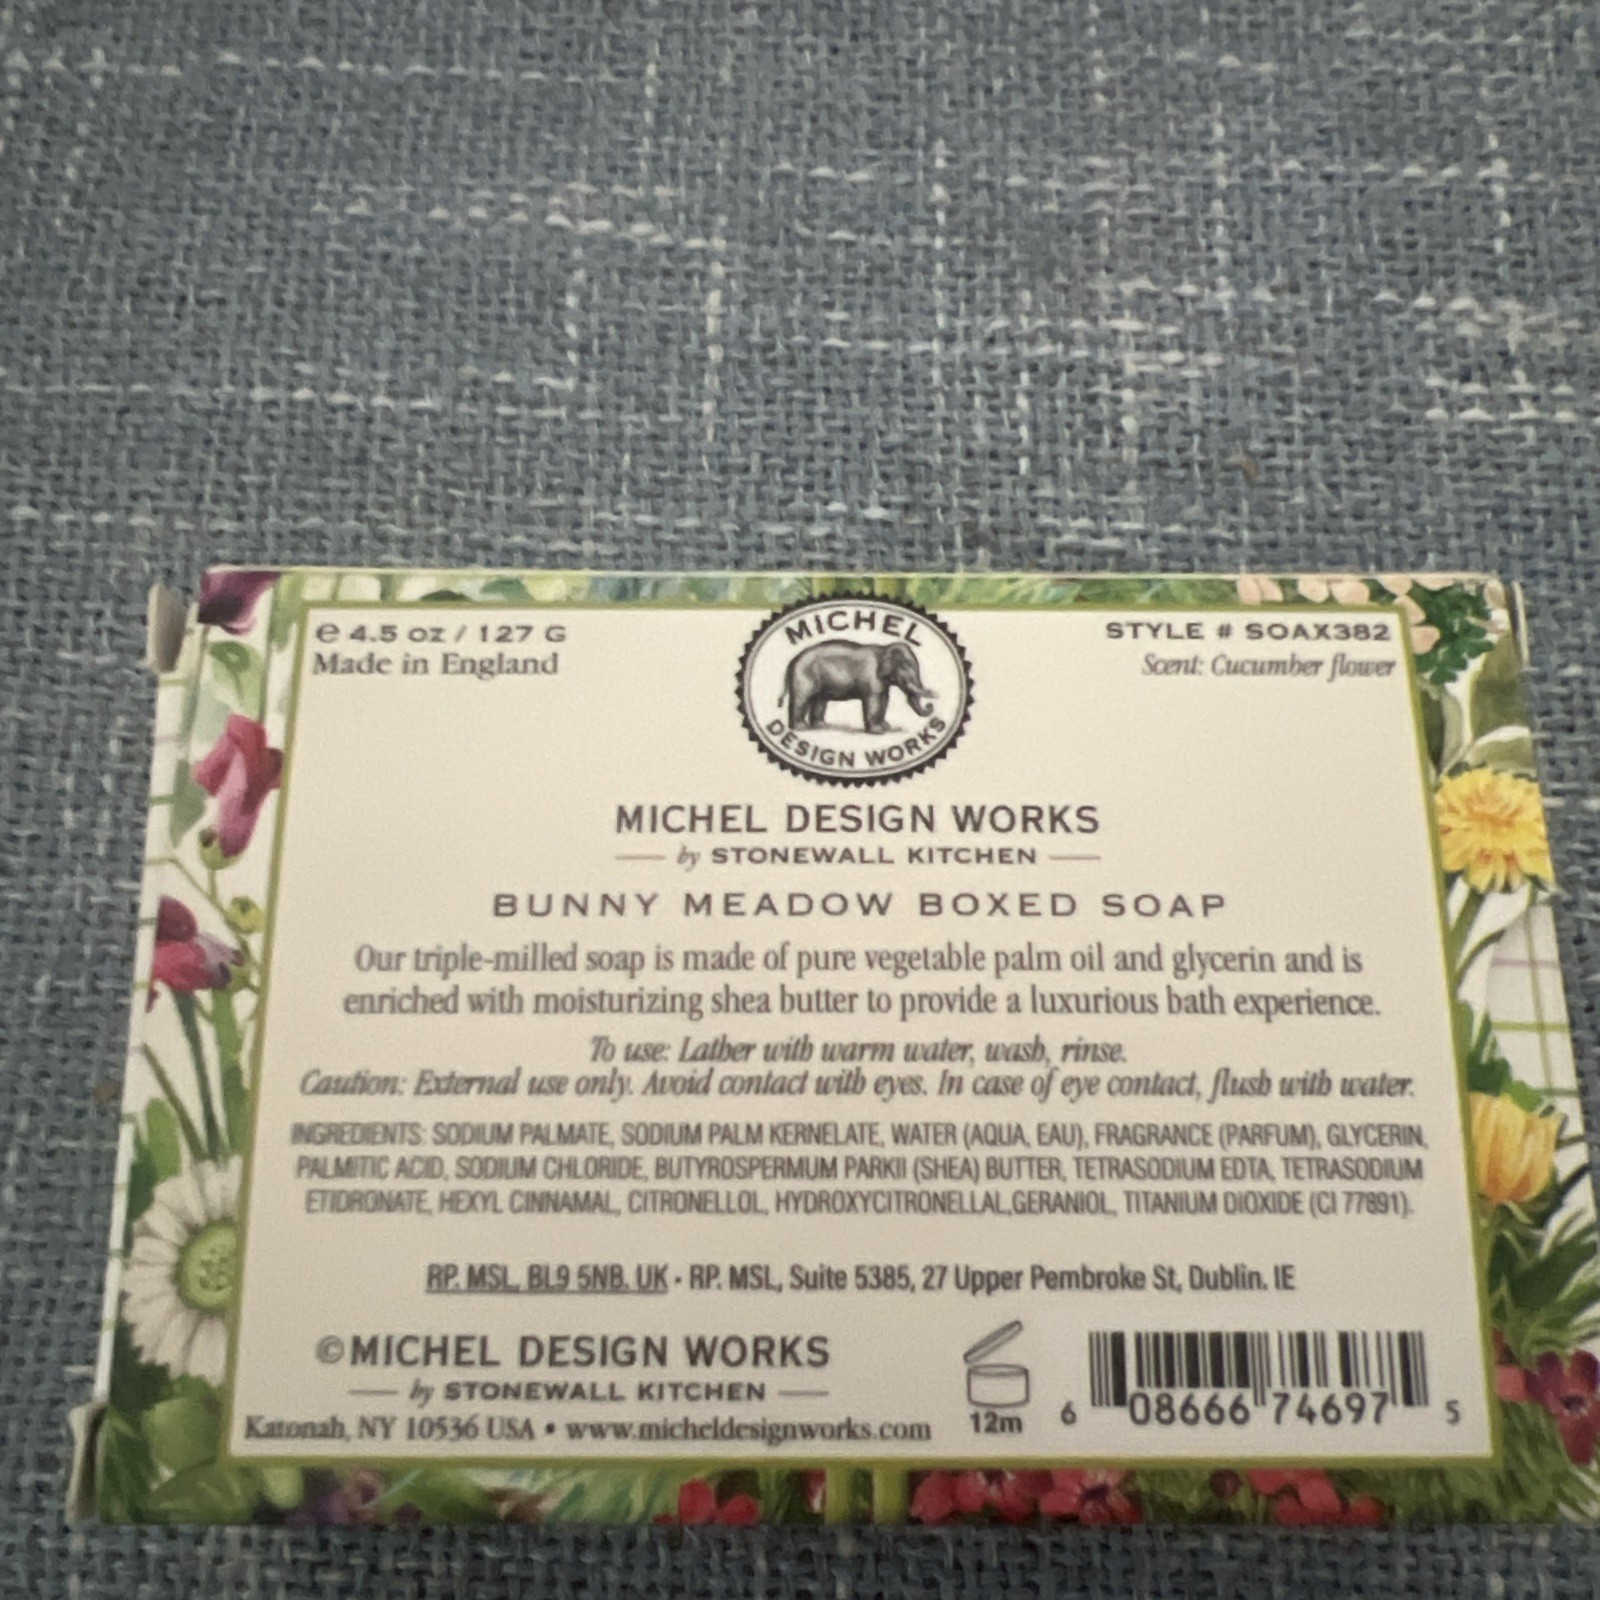 e 4.5 oz / 127 G
Made in England
MICHEL
DESIGN WORKS
STYLE # SOAX382
Scent: Cucumber flower
MICHEL DESIGN WORKS
by STONEWALL KITCHEN
BUNNY MEADOW BOXED SOAP
Our triple-milled soap is made of pure vegetable palm oil and glycerin and is
enriched with moisturizing shea butter to provide a luxurious bath experience.
To use: Lather with warm water, wash, rinse.
Caution: External use only. Avoid contact with eyes. In case of eye contact, flush with water.
INGREDIENTS: SODIUM PALMATE, SODIUM PALM KERNELATE, WATER (AQUA, EAU), FRAGRANCE (PARFUM), GLYCERIN,
PALMITIC ACID, SODIUM CHLORIDE, BUTYROSPERMUM PARKII (SHEA) BUTTER, TETRASODIUM EDTA, TETRASODIUM
ETIDRONATE, HEXYL CINNAMAL, CITRONELLOL, HYDROXYCITRONELLAL,GERANIOL, TITANIUM DIOXIDE (CI 77891).
RP. MSL, BL9 5NB. UK · RP. MSL, Suite 5385, 27 Upper Pembroke St, Dublin. IE
©MICHEL DESIGN WORKS
by STONEWALL KITCHEN
Katonah, NY 10536 USA • www.micheldesignworks.com
12m
6 08666 74697 5